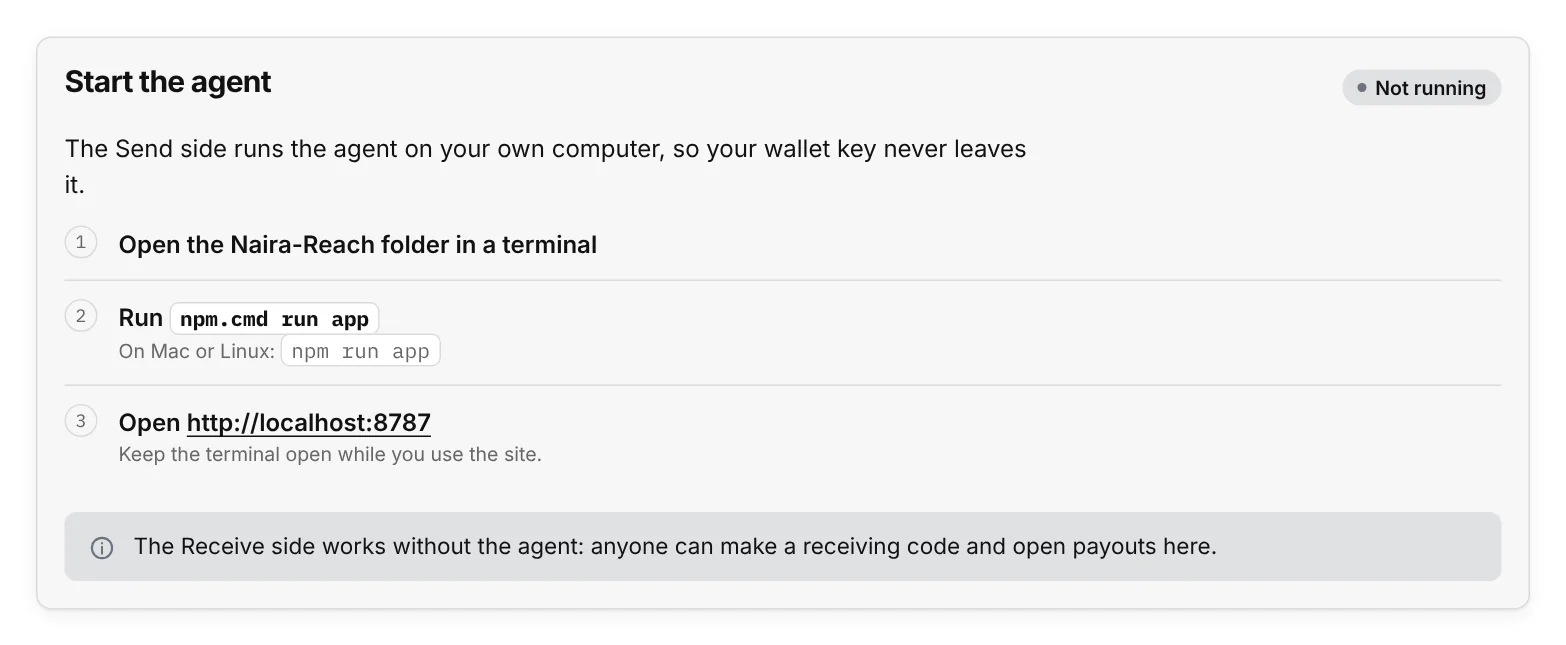 Start the agent
Not running
The Send side runs the agent on your own computer, so your wallet key never leaves
it.
1 Open the Naira-Reach folder in a terminal
2 Run npm.cmd run app
On Mac or Linux: npm run app
3 Open http://localhost:8787
Keep the terminal open while you use the site.
The Receive side works without the agent: anyone can make a receiving code and open payouts here.